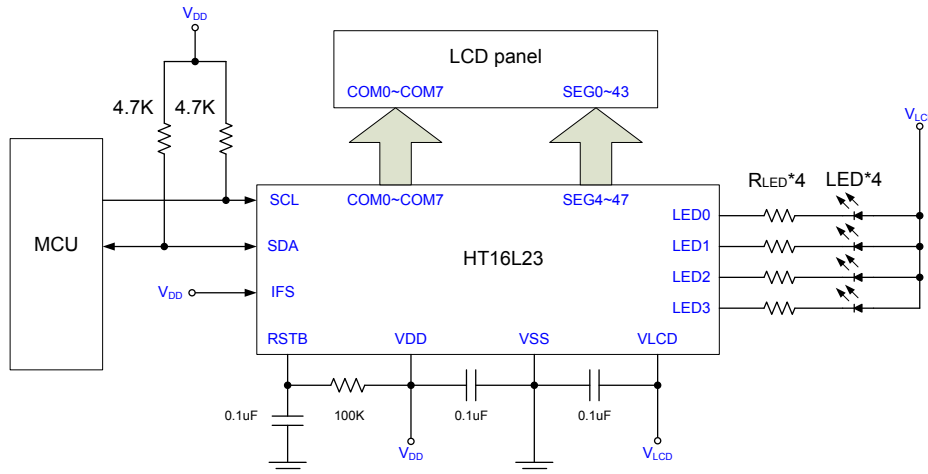 VDD
LCD panel
COM0~COM7 SEG0~43
4.7K 4.7K
VLC
RLED*4 LED*4
MCU
SCL
COM0~COM7 SEG4~47
LED0
SDA
HT16L23
LED1
LED2
VDD
IFS
LED3
RSTB VDD VSS VLCD
0.1uF 100K 0.1uF 0.1uF
VDD
VLCD